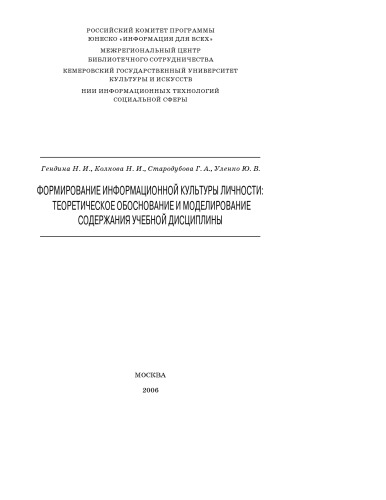 РОССИЙСКИЙ КОМИТЕТ ПРОГРАММЫ
ЮНЕСКО «ИНФОРМАЦИЯ ДЛЯ ВСЕХ»
МЕЖРЕГИОНАЛЬНЫЙ ЦЕНТР
БИБЛИОТЕЧНОГО СОТРУДНИЧЕСТВА
КЕМЕРОВСКИЙ ГОСУДАРСТВЕННЫЙ УНИВЕРСИТЕТ
КУЛЬТУРЫ И ИСКУССТВ
НИИ ИНФОРМАЦИОННЫХ ТЕХНОЛОГИЙ
СОЦИАЛЬНОЙ СФЕРЫ
Гендина Н. И., Колкова Н. И., Стародубова Г. А., Уленко Ю. В.
ФОРМИРОВАНИЕ ИНФОРМАЦИОННОЙ КУЛЬТУРЫ ЛИЧНОСТИ:
ТЕОРЕТИЧЕСКОЕ ОБОСНОВАНИЕ И МОДЕЛИРОВАНИЕ
СОДЕРЖАНИЯ УЧЕБНОЙ ДИСЦИПЛИНЫ
МОСКВА
2006